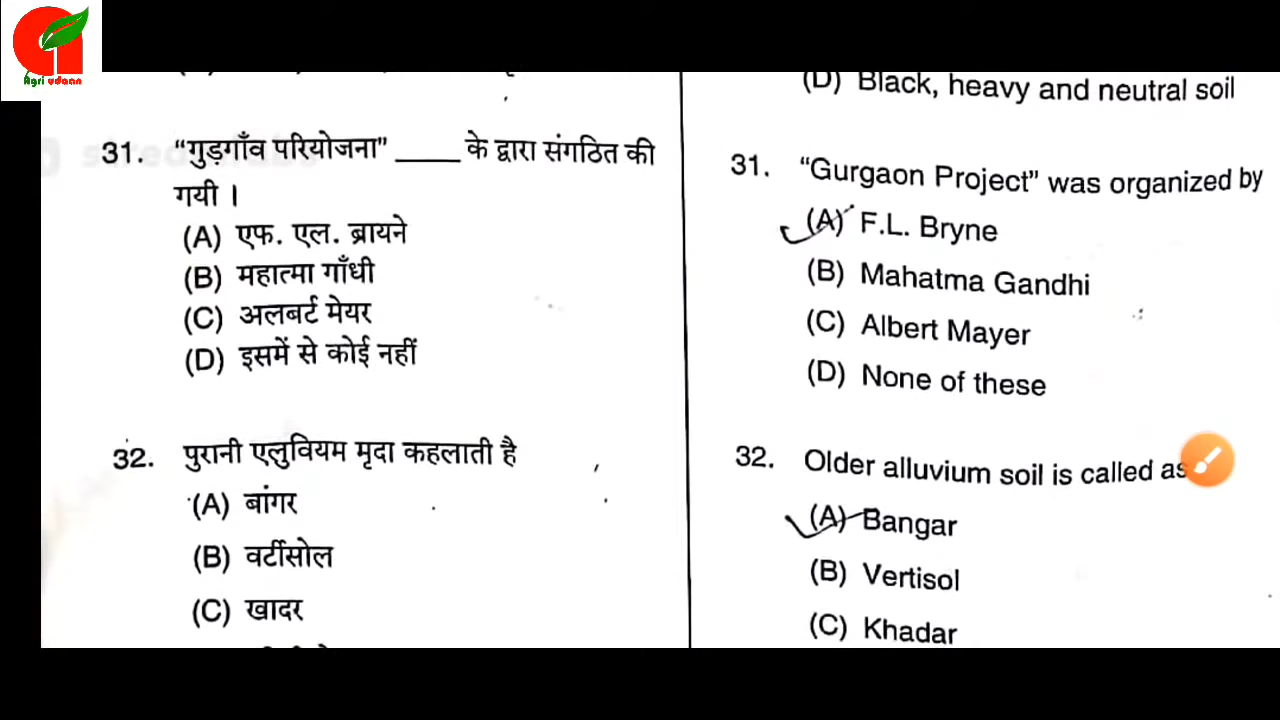 Agri udaan
31. "गुड़गाँव परियोजना" ____ के द्वारा संगठित की
गयी ।
(A) एफ. एल. ब्रायने
(B) महात्मा गाँधी
(C) अलबर्ट मेयर
(D) इसमें से कोई नहीं
32. पुरानी एलुवियम मृदा कहलाती है
(A) बांगर
(B) वर्टीसोल
(C) खादर
(D) Black, heavy and neutral soil
31. "Gurgaon Project" was organized by
(A) F.L. Bryne
(B) Mahatma Gandhi
(C) Albert Mayer
(D) None of these
32. Older alluvium soil is called as
(A) Bangar
(B) Vertisol
(C) Khadar